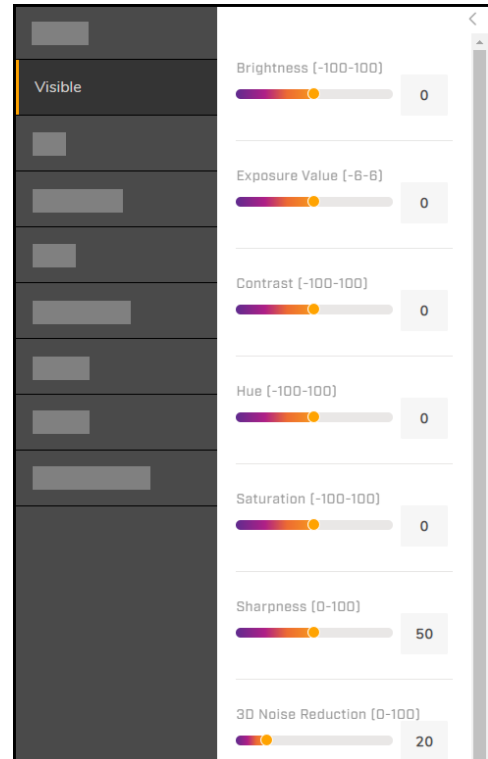 Visible
Brightness (-100-100)
0
Exposure Value (-6-6)
0
Contrast (-100-100)
0
Hue (-100-100)
0
Saturation (-100-100)
0
Sharpness (0-100)
50
3D Noise Reduction (0-100)
20